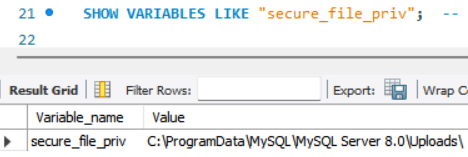 21 SHOW VARIABLES LIKE "secure_file_priv"; --
22
Result Grid Filter Rows: Export: Wrap C
Variable_name Value
secure_file_priv C:\ProgramData\MySQL\MySQL Server 8.0\Uploads\